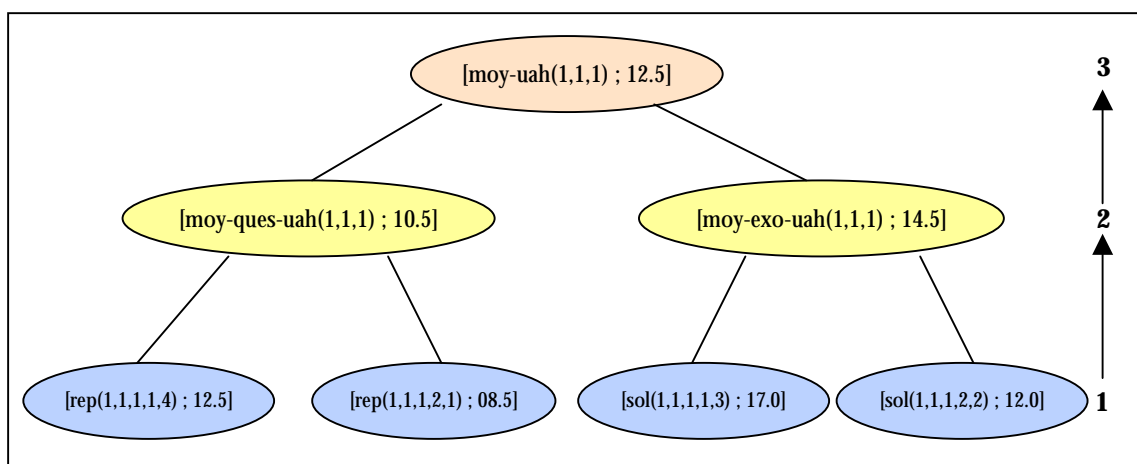 [moy-uah(1,1,1) ; 12.5]
3
[moy-ques-uah(1,1,1) ; 10.5]
[moy-exo-uah(1,1,1) ; 14.5]
2
[rep(1,1,1,1,4) ; 12.5]
[rep(1,1,1,2,1) ; 08.5]
[sol(1,1,1,1,3) ; 17.0]
[sol(1,1,1,2,2) ; 12.0]
1